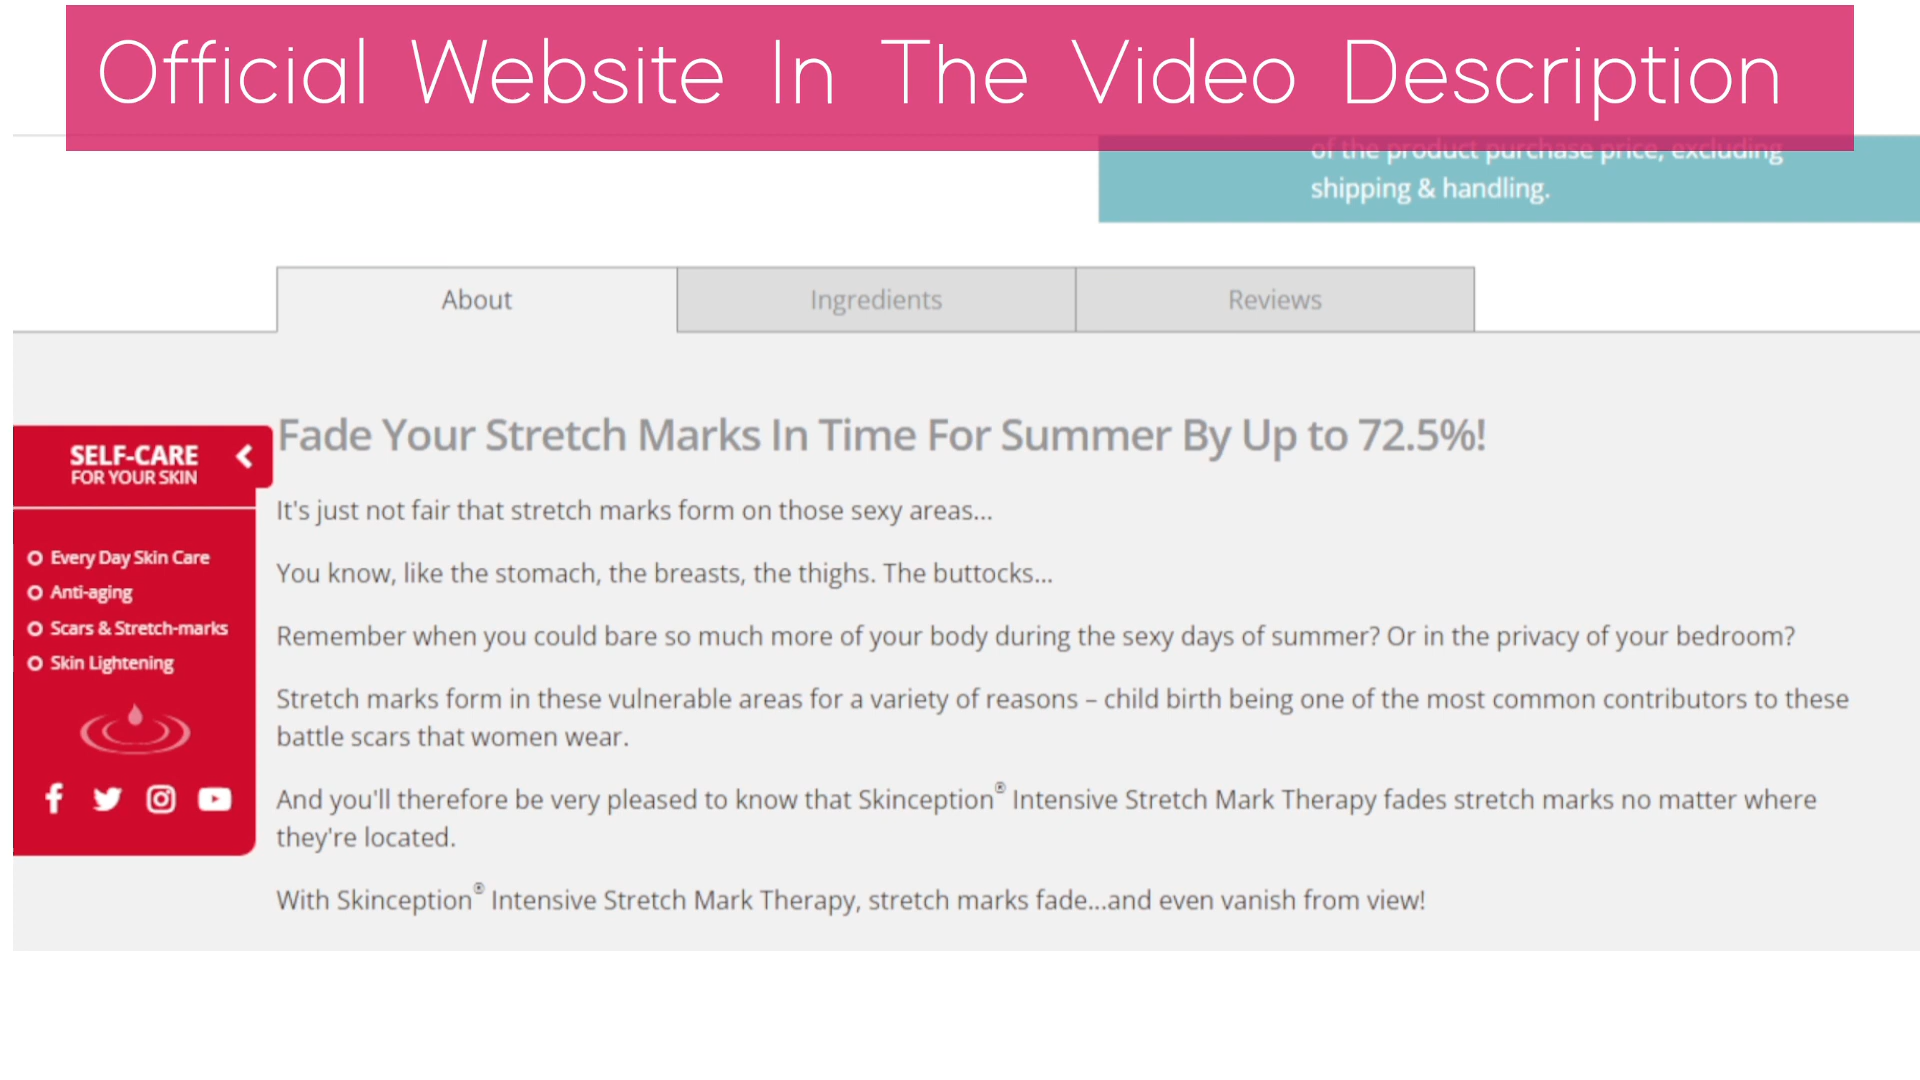 Official Website In The Video Description
of the product purchase price, excluding
shipping & handling.
About
Ingredients
Reviews
SELF-CARE
FOR YOUR SKIN
Every Day Skin Care
Anti-aging
Scars & Stretch-marks
Skin Lightening
Fade Your Stretch Marks In Time For Summer By Up to 72.5%!
It's just not fair that stretch marks form on those sexy areas...
You know, like the stomach, the breasts, the thighs. The buttocks...
Remember when you could bare so much more of your body during the sexy days of summer? Or in the privacy of your bedroom?
Stretch marks form in these vulnerable areas for a variety of reasons – child birth being one of the most common contributors to these
battle scars that women wear.
And you'll therefore be very pleased to know that Skinception® Intensive Stretch Mark Therapy fades stretch marks no matter where
they're located.
With Skinception® Intensive Stretch Mark Therapy, stretch marks fade...and even vanish from view!